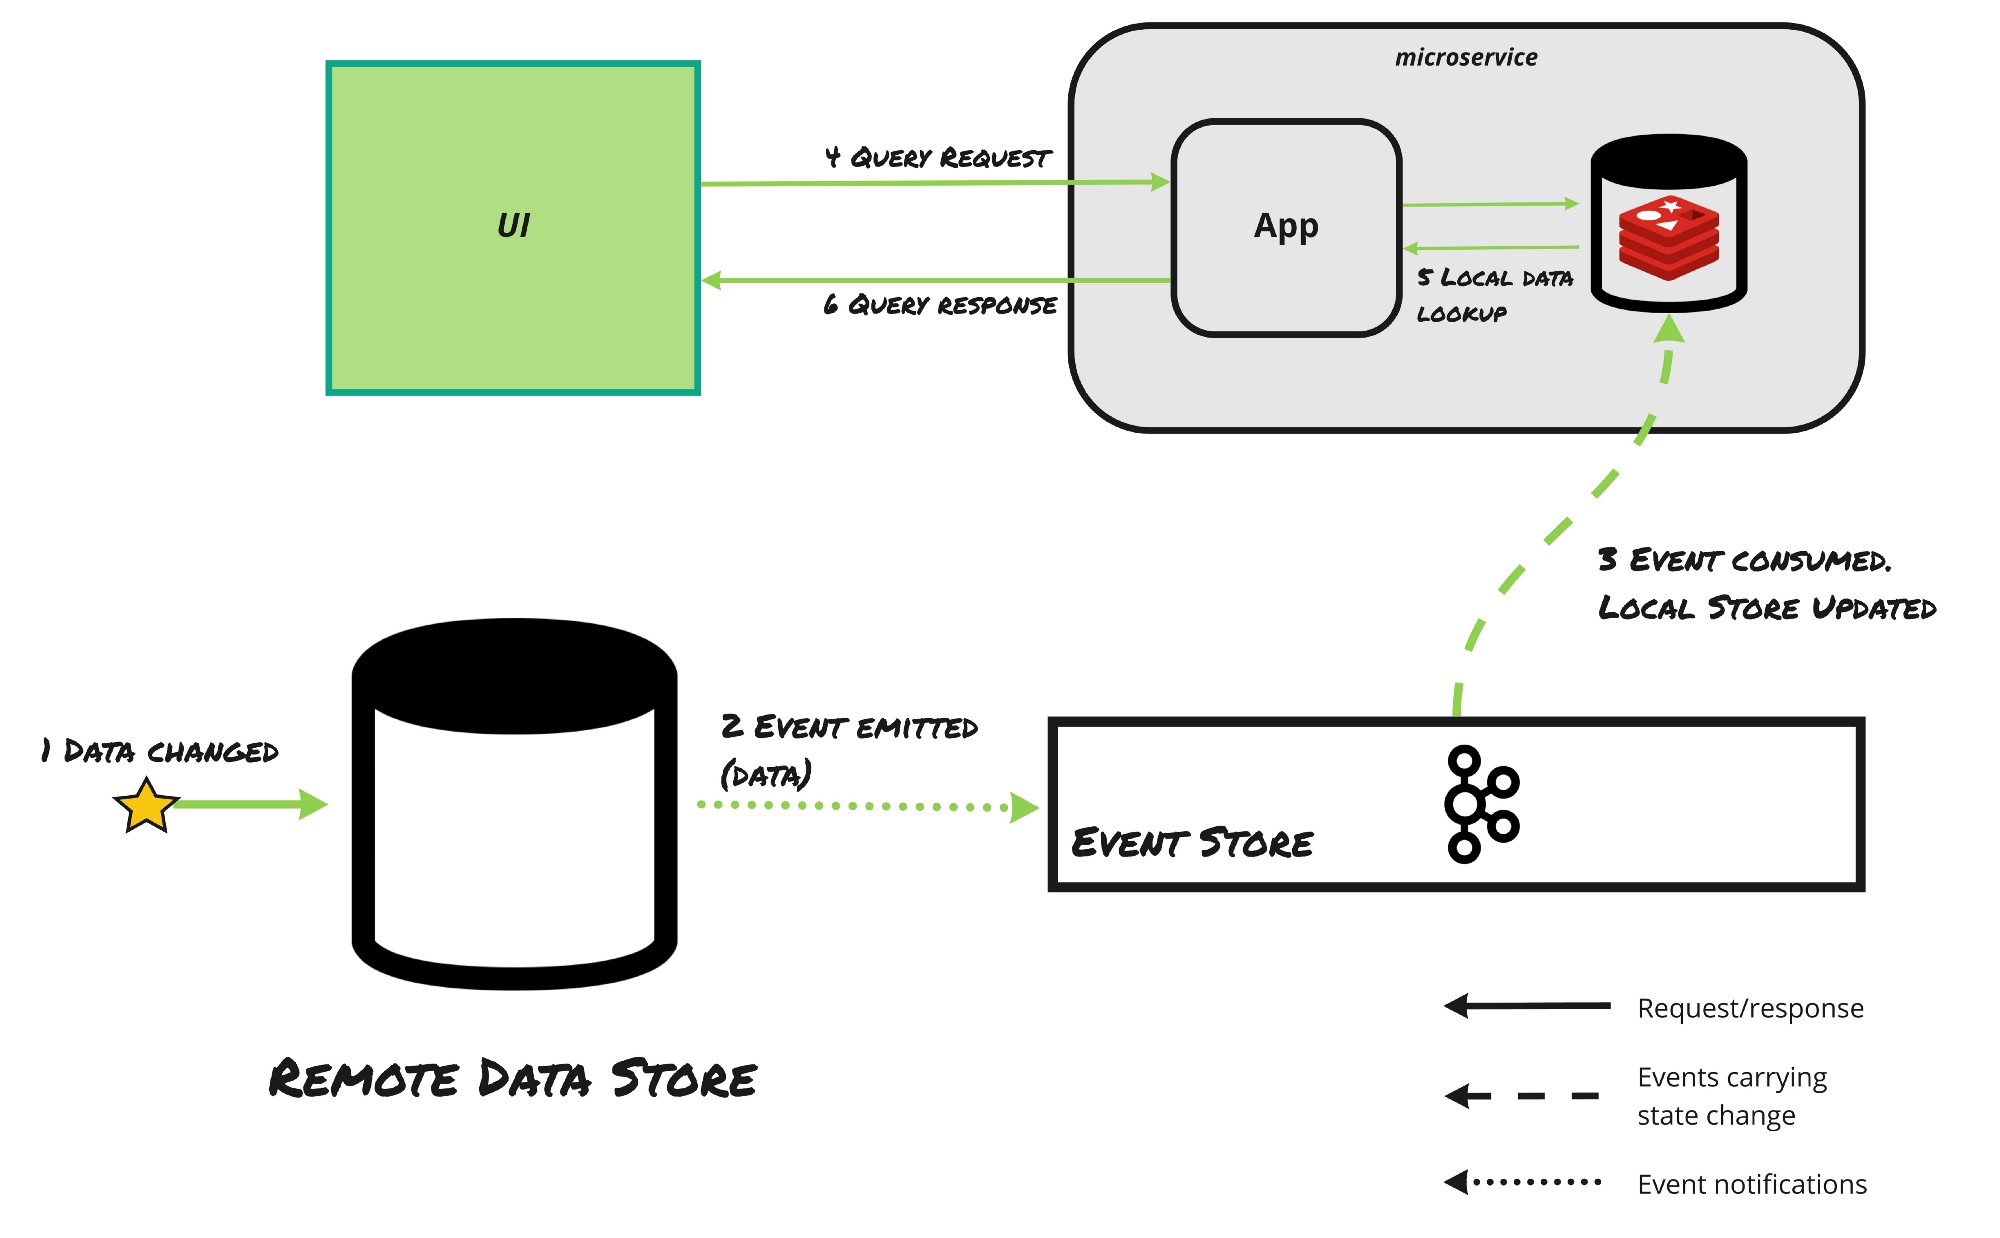 microservice
UI
4 Query Request
App
5 Local data
lookup
6 Query response
3 Event consumed.
Local Store Updated
1 Data changed
2 Event emitted
(data)
Event Store
Remote Data Store
Request/response
Events carrying
state change
Event notifications